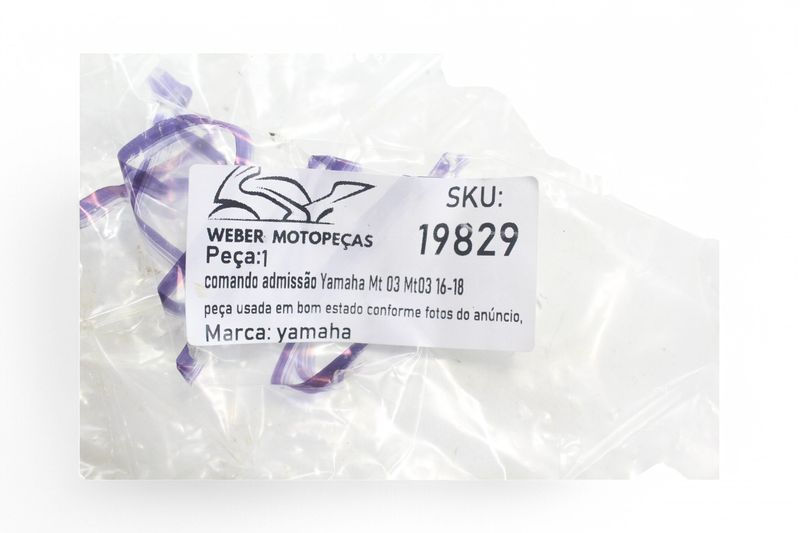 WEBER MOTOPEÇAS
SKU:
19829
Peça:1
comando admissão Yamaha Mt 03 Mt03 16-18
peça usada em bom estado conforme fotos do anúncio,
Marca: yamaha